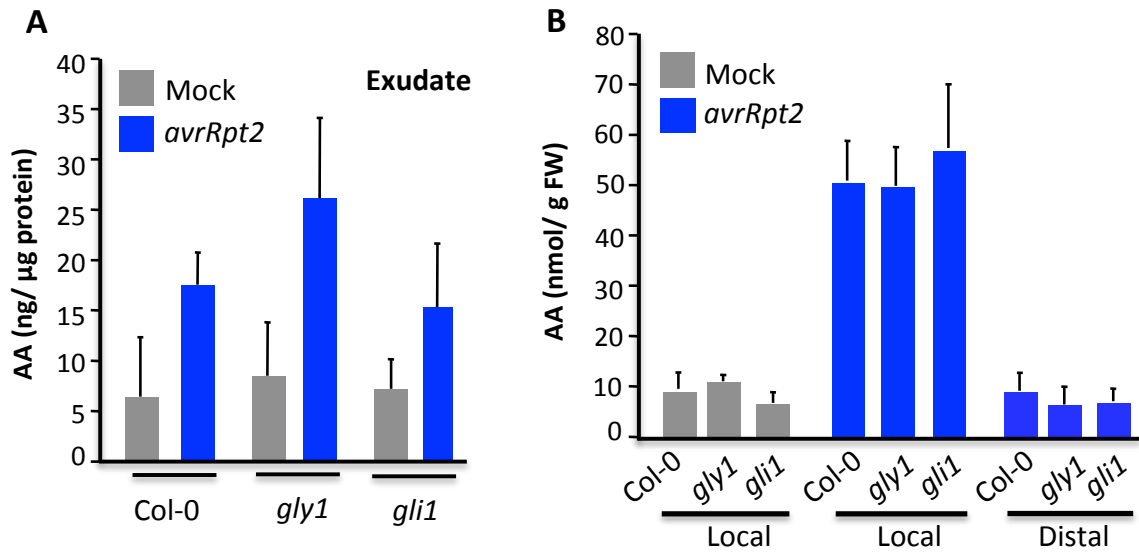 A
AA (ng/ µg protein)
40
35
30
25
20
15
10
5
0
Mock
avrRpt2
Exudate
Col-0 gly1 gli1
B
AA (nmol/ g FW)
80
70
60
50
40
30
20
10
0
Mock
avrRpt2
Col-0 gly1 gli1 Col-0 gly1 gli1 Col-0 gly1 gli1
Local Local Distal